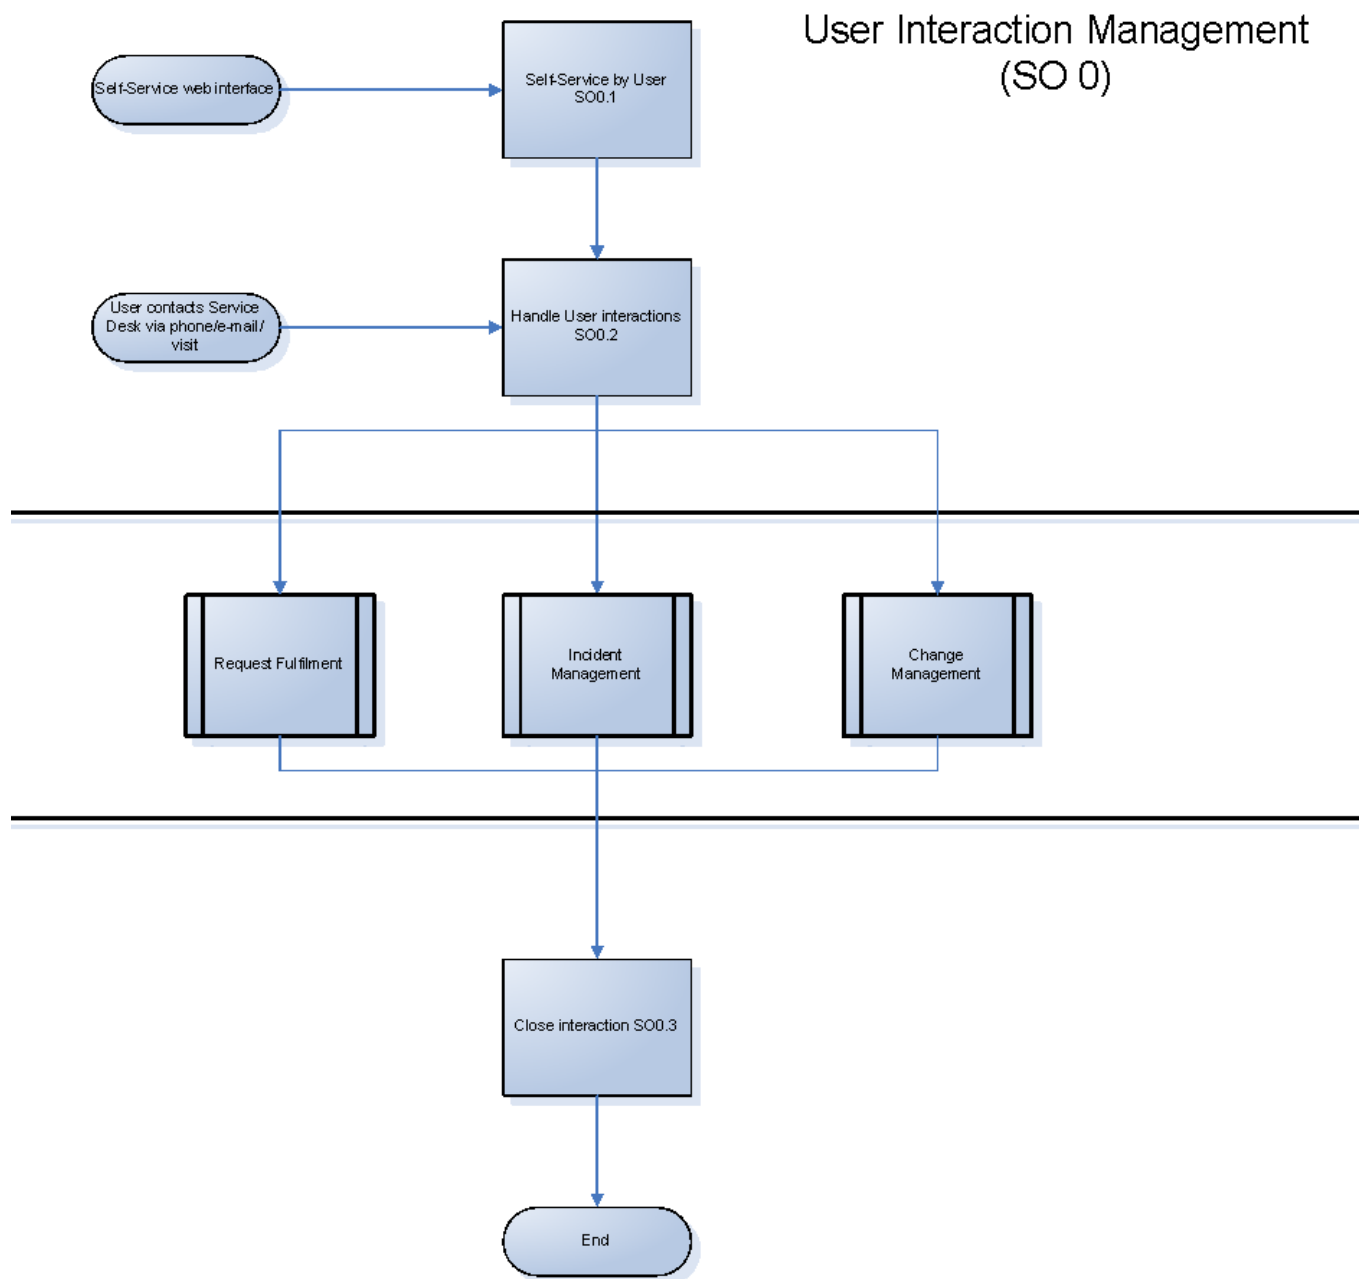 User Interaction Management
(SO 0)
Self-Service web interface
Self-Service by User
SO0.1
User contacts Service
Desk via phone/e-mail/
visit
Handle User interactions
SO0.2
Request Fulfilment
Incident
Management
Change
Management
Close interaction SO0.3
End